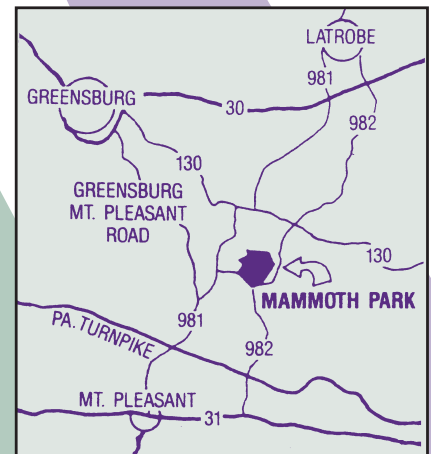 LATROBE
981
GREENSBURG
30
982
130
GREENSBURG
MT. PLEASANT
ROAD
130
MAMMOTH PARK
981
PA. TURNPIKE
982
MT. PLEASANT
31